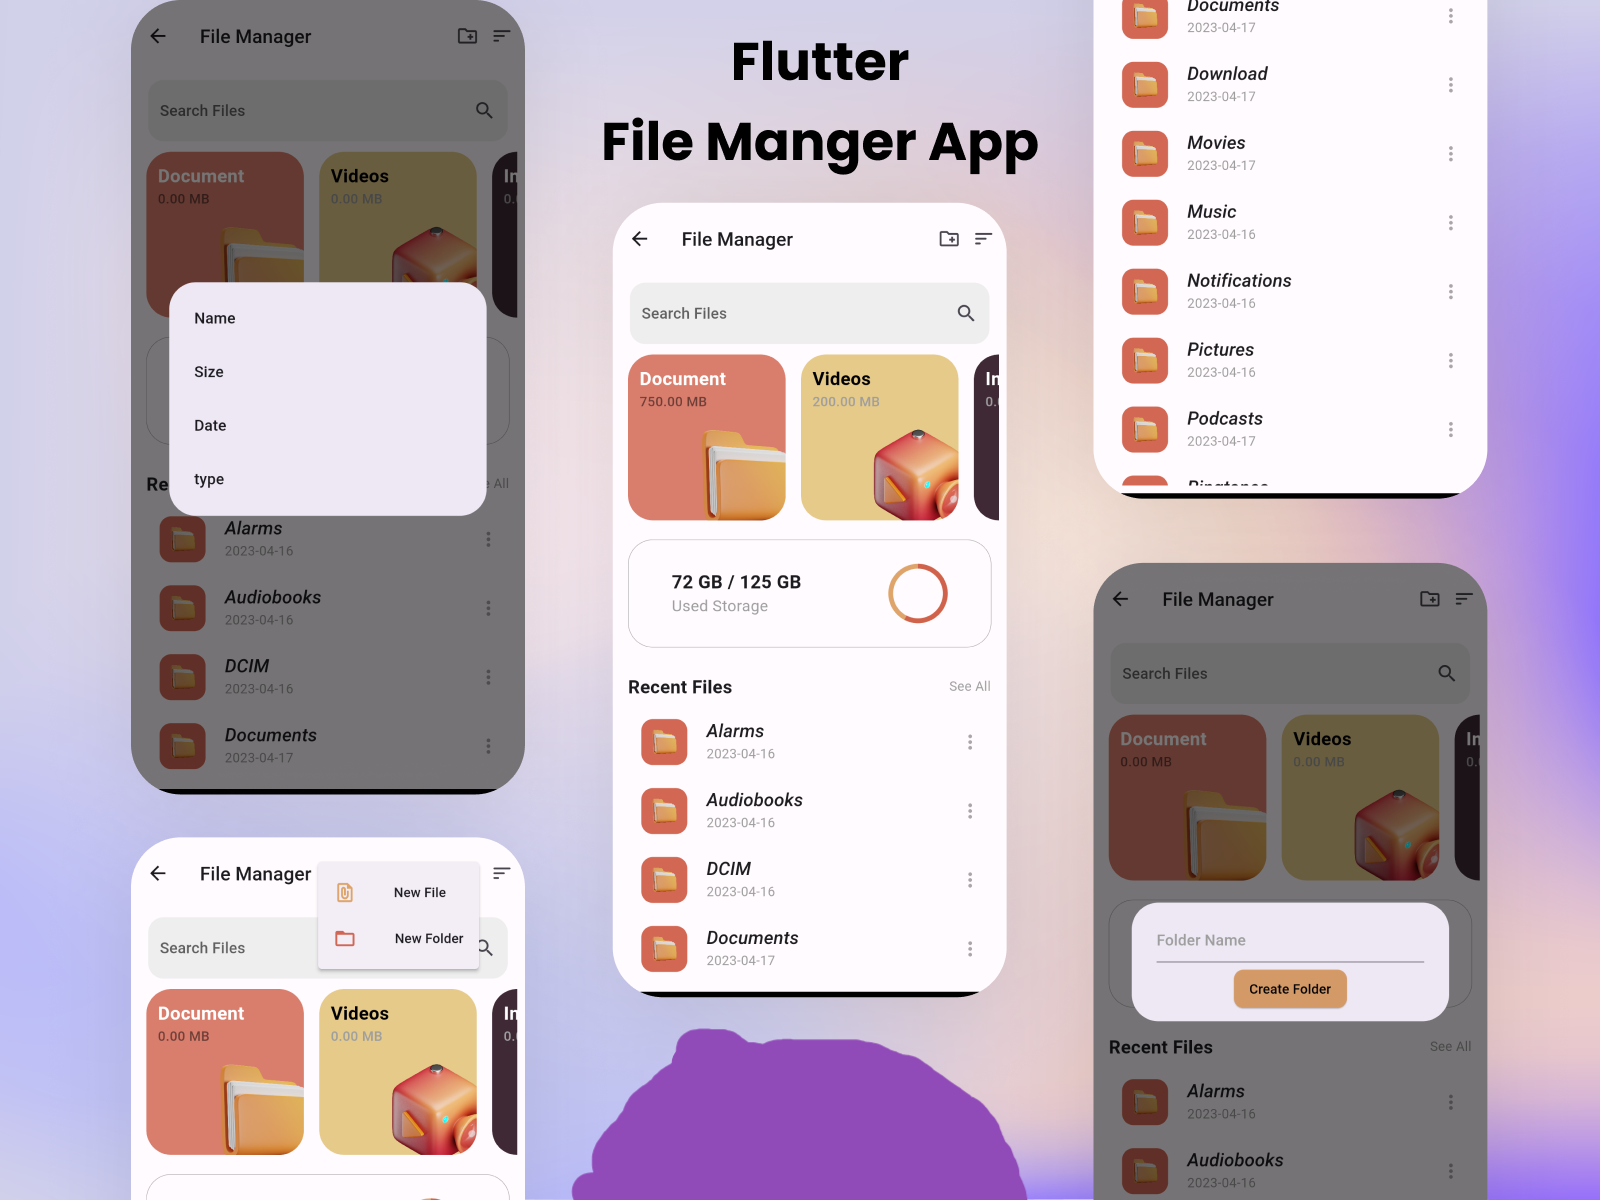 File Manager
Search Files
Document
0.00 MB
Videos
0.00 MB
In
0.
Name
Size
Date
type
Re
e All
Alarms
2023-04-16
Audiobooks
2023-04-16
DCIM
2023-04-16
Documents
2023-04-17
File Manager
New File
New Folder
Search Files
Document
0.00 MB
Videos
0.00 MB
In
0.
Flutter
File Manger App
File Manager
Search Files
Document
750.00 MB
Videos
200.00 MB
In
0.
72 GB / 125 GB
Used Storage
Recent Files
See All
Alarms
2023-04-16
Audiobooks
2023-04-16
DCIM
2023-04-16
Documents
2023-04-17
Documents
2023-04-17
Download
2023-04-17
Movies
2023-04-17
Music
2023-04-16
Notifications
2023-04-16
Pictures
2023-04-16
Podcasts
2023-04-17
Ringtones
File Manager
Search Files
Document
0.00 MB
Videos
0.00 MB
In
0.
Folder Name
Create Folder
Recent Files
See All
Alarms
2023-04-16
Audiobooks
2023-04-16